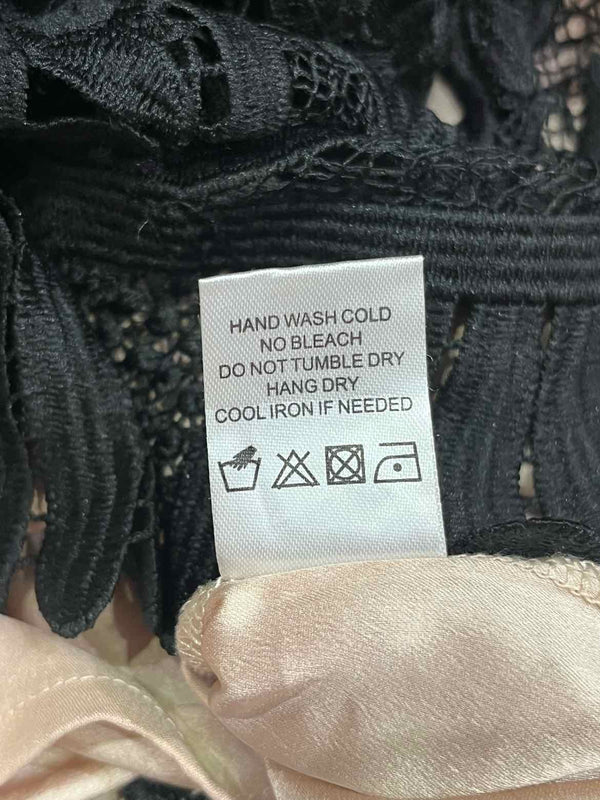 HAND WASH COLD
NO BLEACH
DO NOT TUMBLE DRY
HANG DRY
COOL IRON IF NEEDED